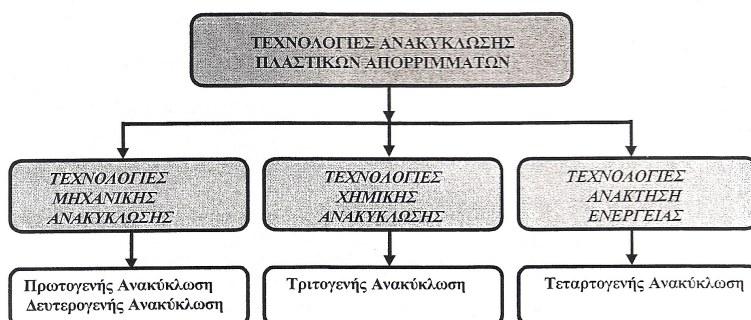 ΤΕΧΝΟΛΟΓΙΕΣ ΑΝΑΚΥΚΛΩΣΗΣ
ΠΛΑΣΤΙΚΩΝ ΑΠΟΡΡΙΜΜΑΤΩΝ
ΤΕΧΝΟΛΟΓΙΕΣ
ΜΗΧΑΝΙΚΗΣ
ΑΝΑΚΥΚΛΩΣΗΣ
ΤΕΧΝΟΛΟΓΙΕΣ
ΧΗΜΙΚΗΣ
ΑΝΑΚΥΚΛΩΣΗΣ
ΤΕΧΝΟΛΟΓΙΕΣ
ΑΝΑΚΤΗΣΗ
ΕΝΕΡΓΕΙΑΣ
Πρωτογενής Ανακύκλωση
Δευτερογενής Ανακύκλωση
Τριτογενής Ανακύκλωση
Τεταρτογενής Ανακύκλωση